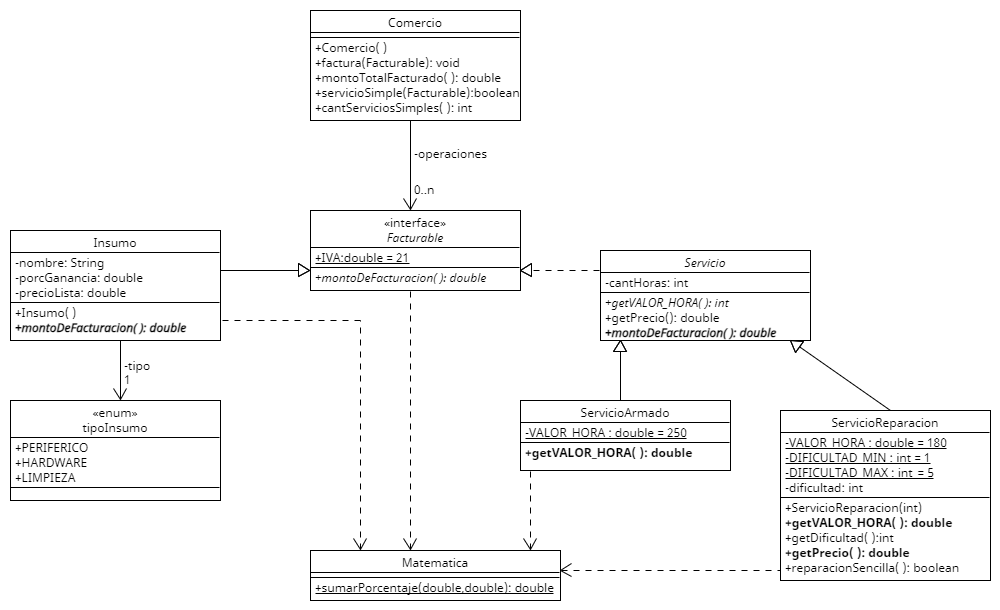 Comercio
+Comercio( )
+factura(Facturable): void
+montoTotalFacturado( ): double
+servicioSimple(Facturable):boolean
+cantServiciosSimples( ): int
-operaciones
0..n
«interface»
Facturable
+IVA:double = 21
+montoDeFacturacion( ): double
Insumo
-nombre: String
-porcGanancia: double
-precioLista: double
+Insumo( )
+montoDeFacturacion( ): double
Servicio
-cantHoras: int
+getVALOR_HORA( ): int
+getPrecio(): double
+montoDeFacturacion( ): double
-tipo
1
«enum»
tipoInsumo
+PERIFERICO
+HARDWARE
+LIMPIEZA
ServicioArmado
-VALOR_HORA : double = 250
+getVALOR_HORA( ): double
ServicioReparacion
-VALOR_HORA : double = 180
-DIFICULTAD_MIN : int = 1
-DIFICULTAD_MAX : int = 5
-dificultad: int
+ServicioReparacion(int)
+getVALOR_HORA( ): double
+getDificultad( ):int
+getPrecio( ): double
+reparacionSencilla( ): boolean
Matematica
+sumarPorcentaje(double,double): double